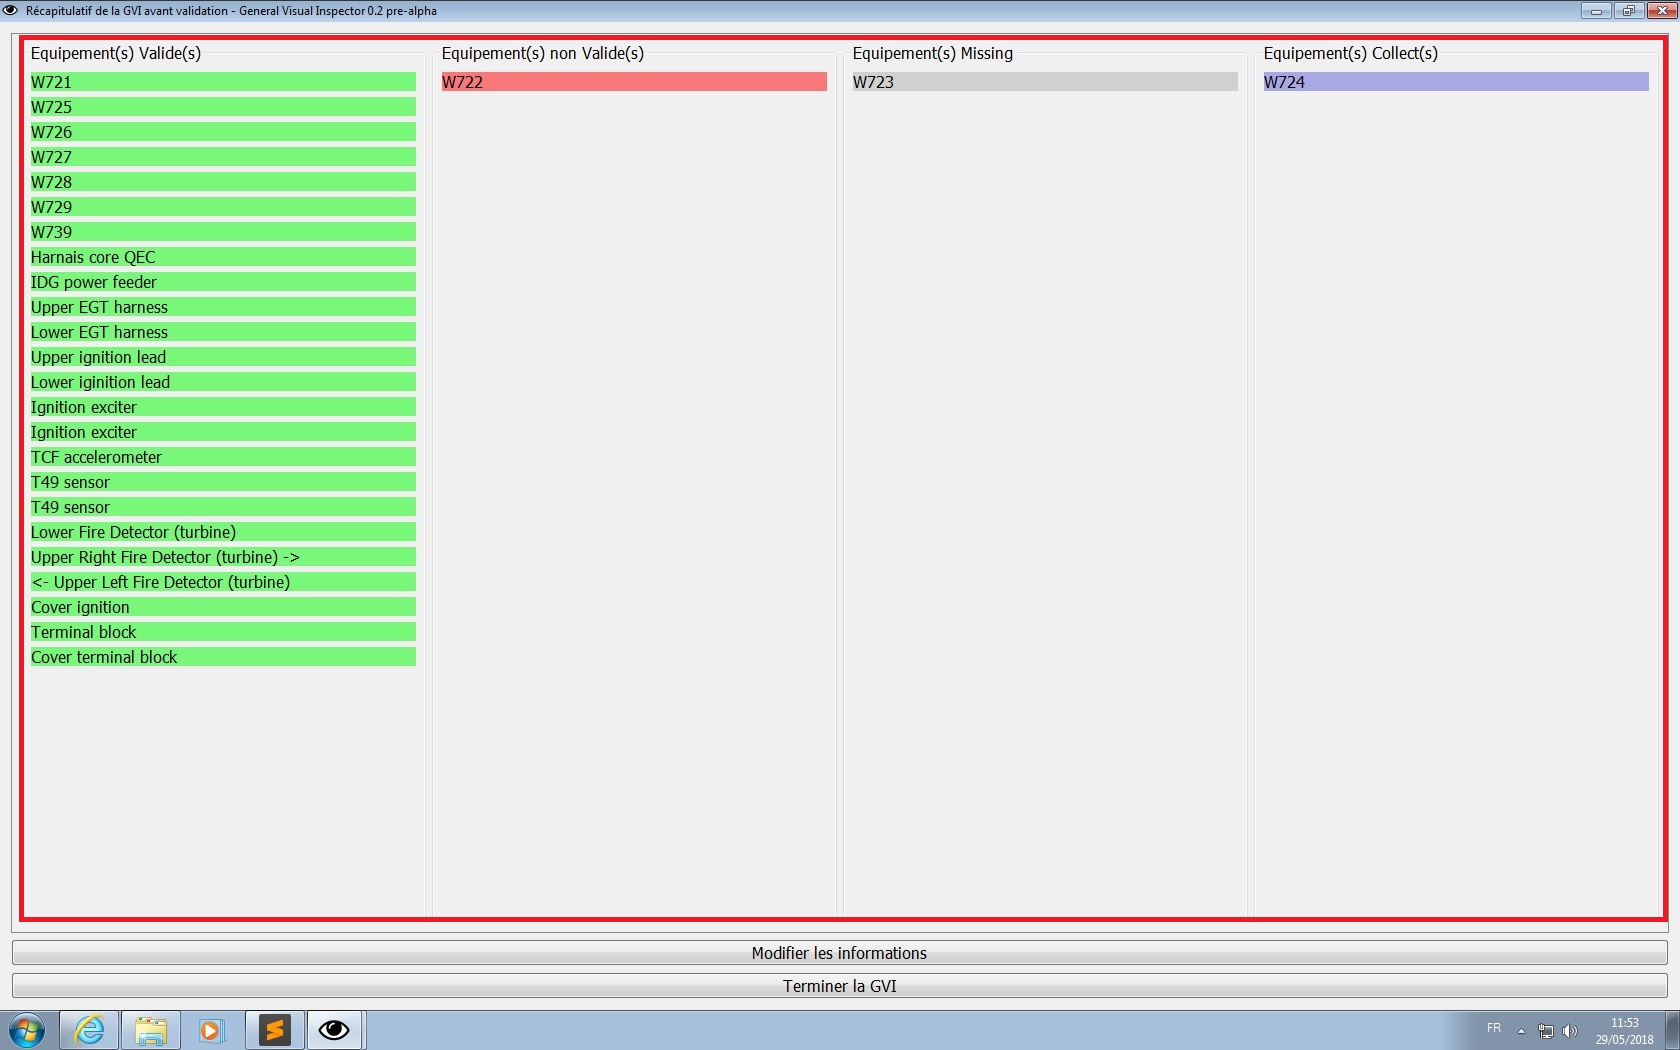 Récapitulatif de la GVI avant validation - General Visual Inspector 0.2 pre-alpha
Equipement(s) Valide(s)
W721
W725
W726
W727
W728
W729
W739
Harnais core QEC
IDG power feeder
Upper EGT harness
Lower EGT harness
Upper ignition lead
Lower iginition lead
Ignition exciter
Ignition exciter
TCF accelerometer
T49 sensor
T49 sensor
Lower Fire Detector (turbine)
Upper Right Fire Detector (turbine) ->
<- Upper Left Fire Detector (turbine)
Cover ignition
Terminal block
Cover terminal block
Equipement(s) non Valide(s)
W722
Equipement(s) Missing
W723
Equipement(s) Collect(s)
W724
Modifier les informations
Terminer la GVI
FR
11:53
29/05/2018